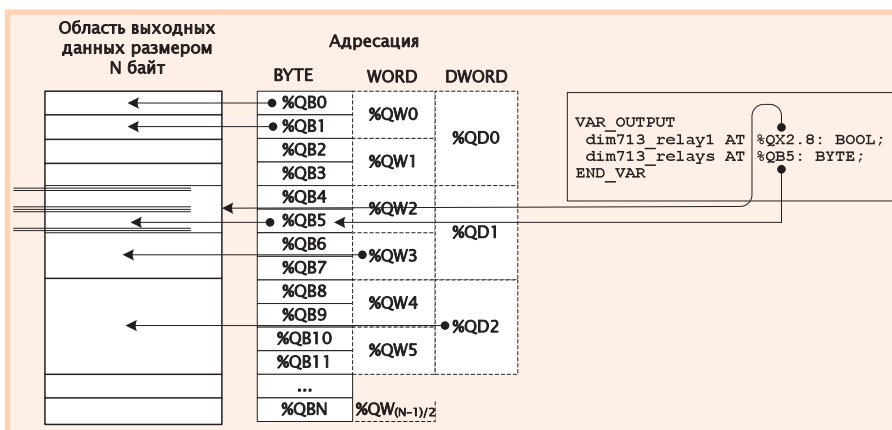 Область выходных
данных размером
N байт
Адресация
BYTE WORD DWORD
%QB0
%QW0
%QB1
%QD0
%QB2
%QW1
%QB3
%QB4
%QW2
%QB5
%QD1
%QB6
%QW3
%QB7
%QB8
%QW4
%QB9
%QD2
%QB10
%QW5
%QB11
...
%QBN %QW(N-1)/2
VAR_OUTPUT
dim713_relay1 AT %QX2.8: BOOL;
dim713_relays AT %QB5: BYTE;
END_VAR